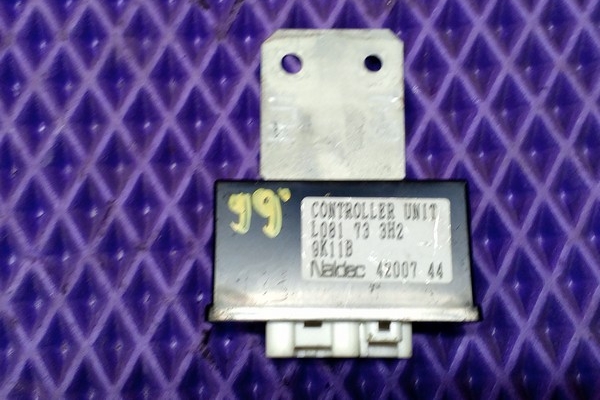 99'
CONTROLLER UNIT
L081 73 3H2
9K11B
Naldec 42007 44